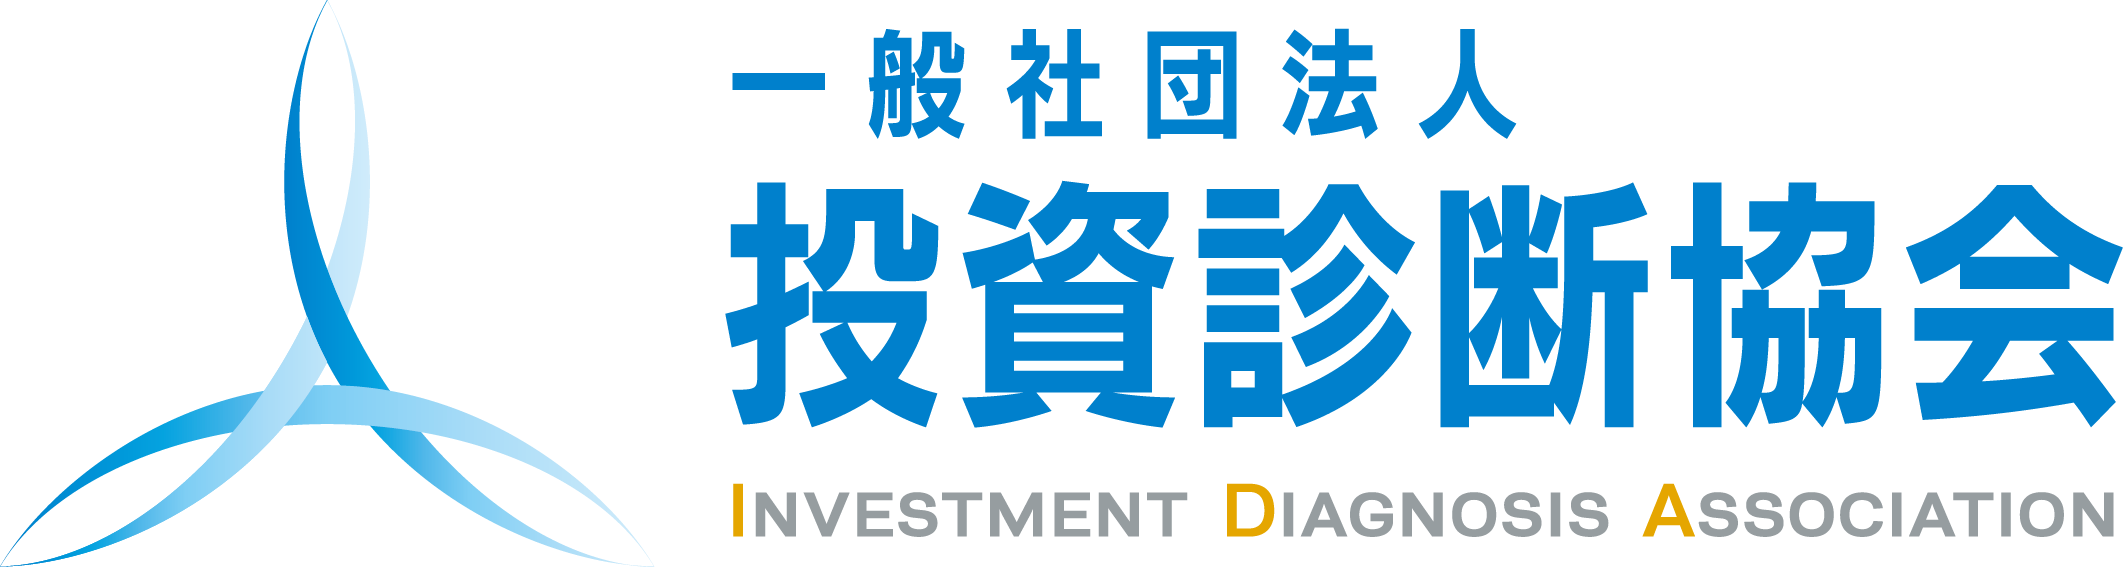 一般社団法人
投資診断協会
INVESTMENT DIAGNOSIS ASSOCIATION